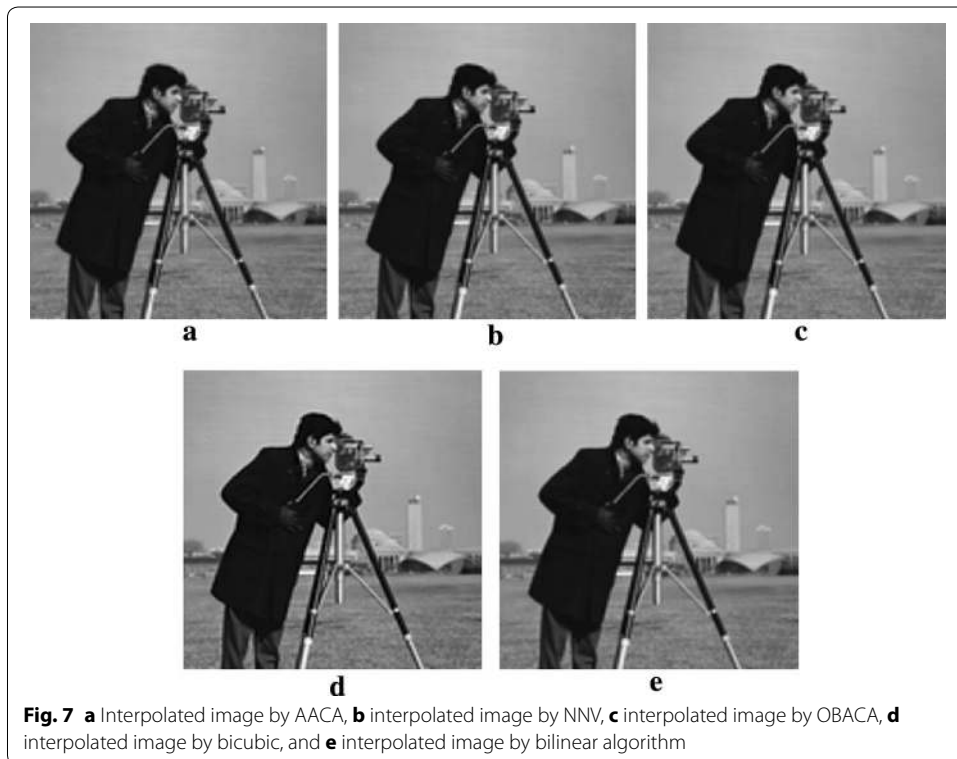 a b c
d e
Fig. 7 a Interpolated image by AACA, b interpolated image by NNV, c interpolated image by OBACA, d
interpolated image by bicubic, and e interpolated image by bilinear algorithm